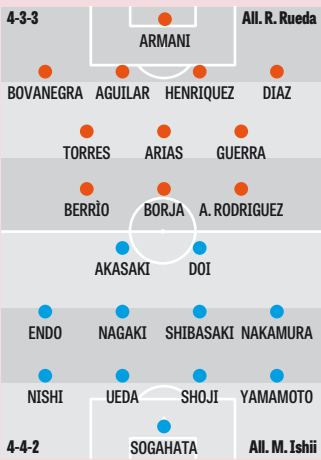 4-3-3 All. R. Rueda
ARMANI
BOVANEGRA AGUILAR HENRIQUEZ DIAZ
TORRES ARIAS GUERRA
BERRÌO BORJA A. RODRIGUEZ
AKASAKI DOI
ENDO NAGAKI SHIBASAKI NAKAMURA
NISHI UEDA SHOJI YAMAMOTO
4-4-2 SOGAHATA All. M. Ishii